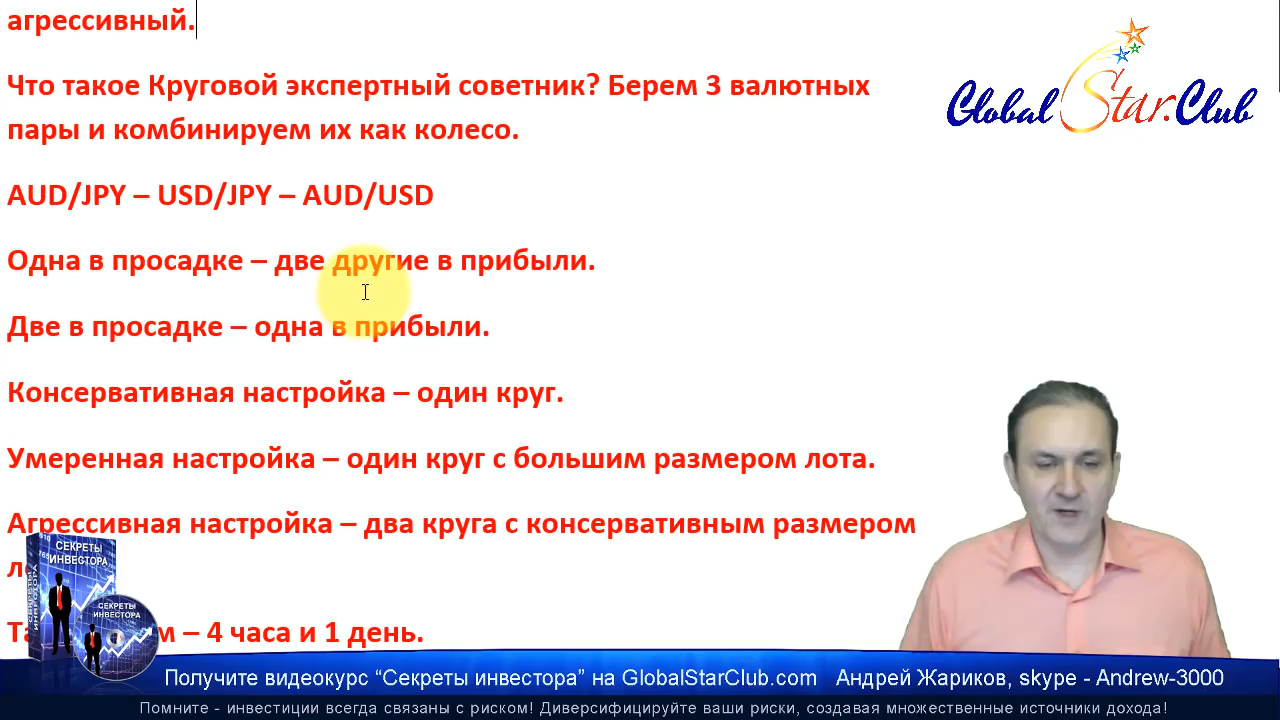 агрессивный.
Что такое Круговой экспертный советник? Берем 3 валютных
пары и комбинируем их как колесо.
AUD/JPY – USD/JPY – AUD/USD
Одна в просадке – две другие в прибыли.
Две в просадке – одна в прибыли.
Консервативная настройка – один круг.
Умеренная настройка – один круг с большим размером лота.
Агрессивная настройка – два круга с консервативным размером
– 4 часа и 1 день.
Global Star.Club
СЕКРЕТЫ
ИНВЕСТОРА
СЕКРЕТЫ
ИНВЕСТОРА
Получите видеокурс “Секреты инвестора” на GlobalStarClub.com Андрей Жариков, skype - Andrew-3000
Помните - инвестиции всегда связаны с риском! Диверсифицируйте ваши риски, создавая множественные источники дохода!